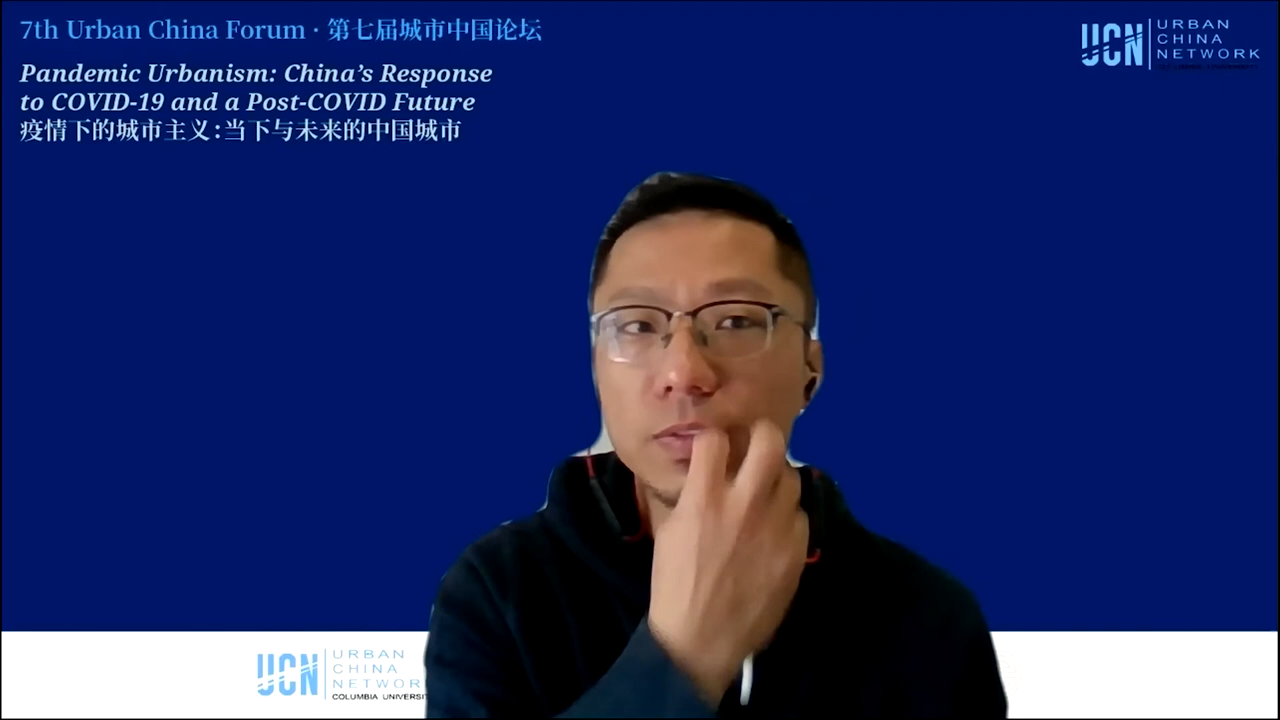 7th Urban China Forum · 第七届城市中国论坛
Pandemic Urbanism: China's Response
to COVID-19 and a Post-COVID Future
疫情下的城市主义:当下与未来的中国城市
UCN
URBAN
CHINA
NETWORK
UCN
URBAN
CHINA
NETWORK
COLUMBIA UNIVERSIT